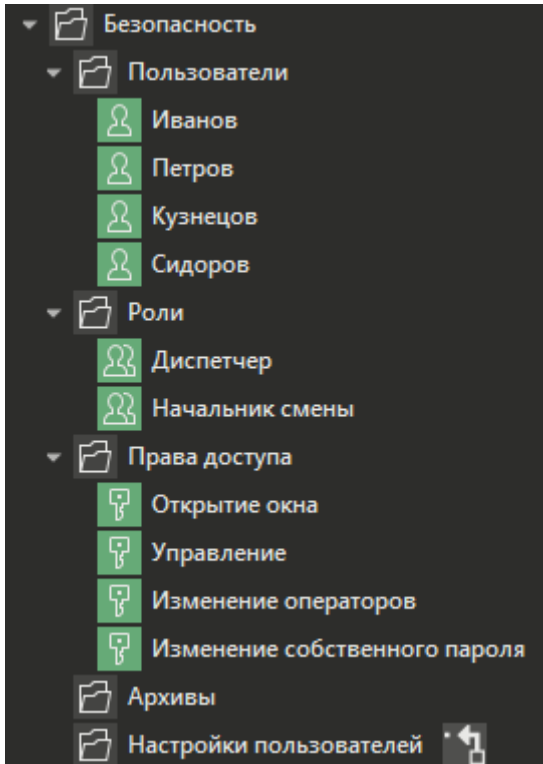 Безопасность
Пользователи
Иванов
Петров
Кузнецов
Сидоров
Роли
Диспетчер
Начальник смены
Права доступа
Открытие окна
Управление
Изменение операторов
Изменение собственного пароля
Архивы
Настройки пользователей